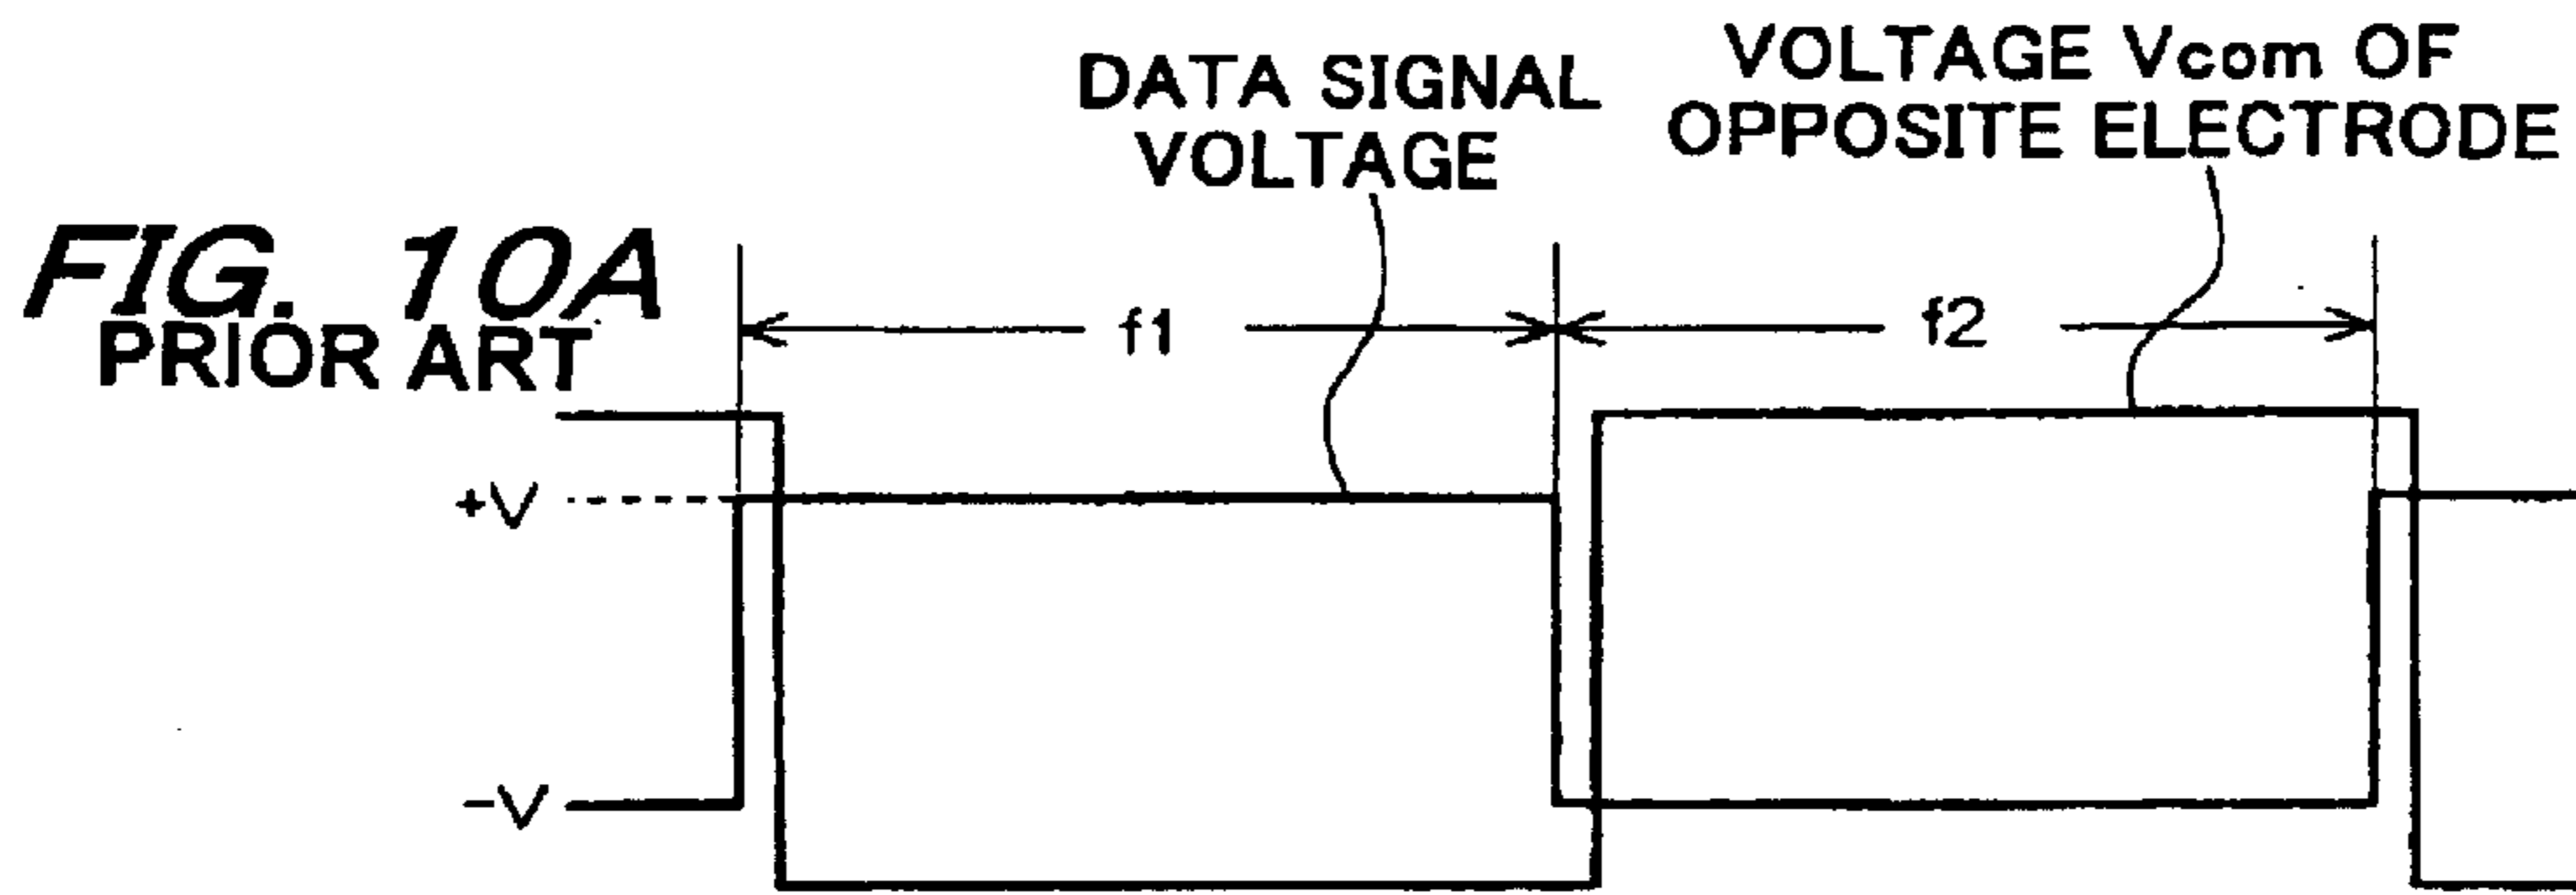 DATA SIGNAL
VOLTAGE
VOLTAGE Vcom OF
OPPOSITE ELECTRODE
FIG. 10A
PRIOR ART
f1
f2
+V
-V